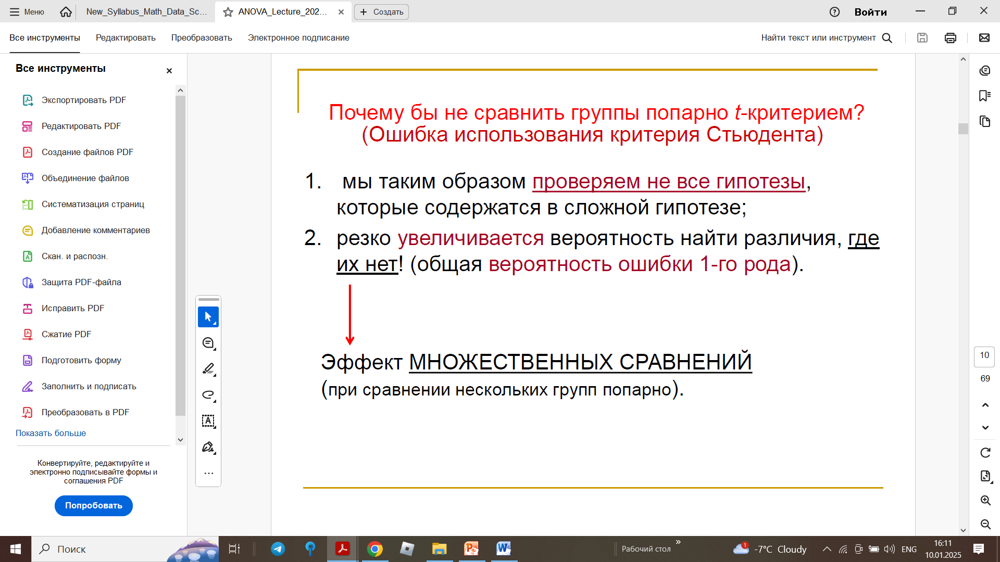 Меню
New_Syllabus_Math_Data_Sc...
ANOVA_Lecture_202...
Создать
Войти
Все инструменты
Редактировать
Преобразовать
Электронное подписание
Найти текст или инструмент
Все инструменты
Экспортировать PDF
Редактировать PDF
Создание файлов PDF
Объединение файлов
Систематизация страниц
Добавление комментариев
Скан. и распозн.
Защита PDF-файла
Исправить PDF
Сжатие PDF
Подготовить форму
Заполнить и подписать
Преобразовать в PDF
Показать больше
Конвертируйте, редактируйте и
электронно подписывайте формы и
соглашения PDF
Попробовать
Почему бы не сравнить группы попарно t-критерием?
(Ошибка использования критерия Стьюдента)
1. мы таким образом проверяем не все гипотезы,
которые содержатся в сложной гипотезе;
2. резко увеличивается вероятность найти различия, где
их нет! (общая вероятность ошибки 1-го рода).
Эффект МНОЖЕСТВЕННЫХ СРАВНЕНИЙ
(при сравнении нескольких групп попарно).
10
69
Поиск
Рабочий стол
»
1
-7°C Cloudy
ENG
16:11
10.01.2025